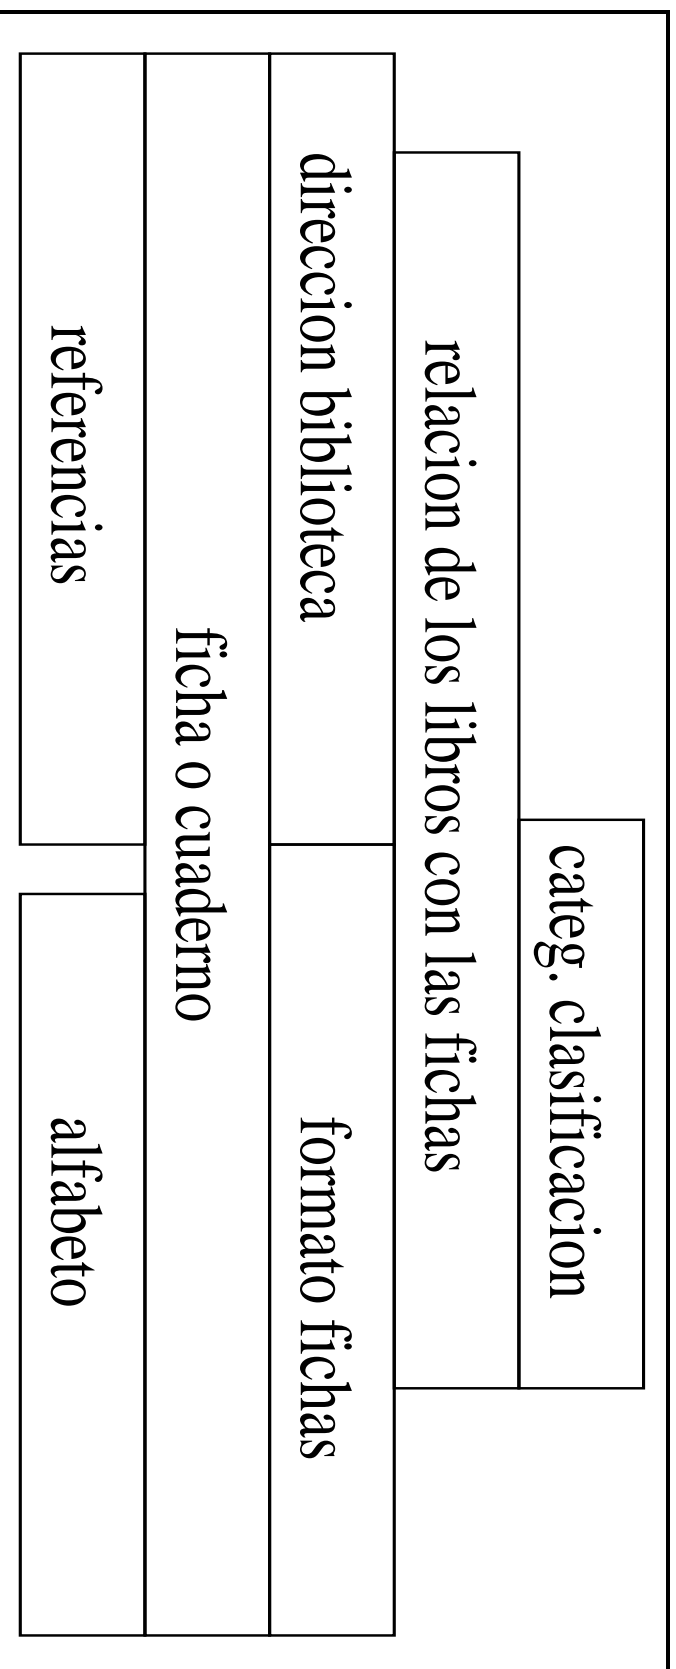 categ. clasificacion
relacion de los libros con las fichas
direccion biblioteca
formato fichas
ficha o cuaderno
referencias
alfabeto